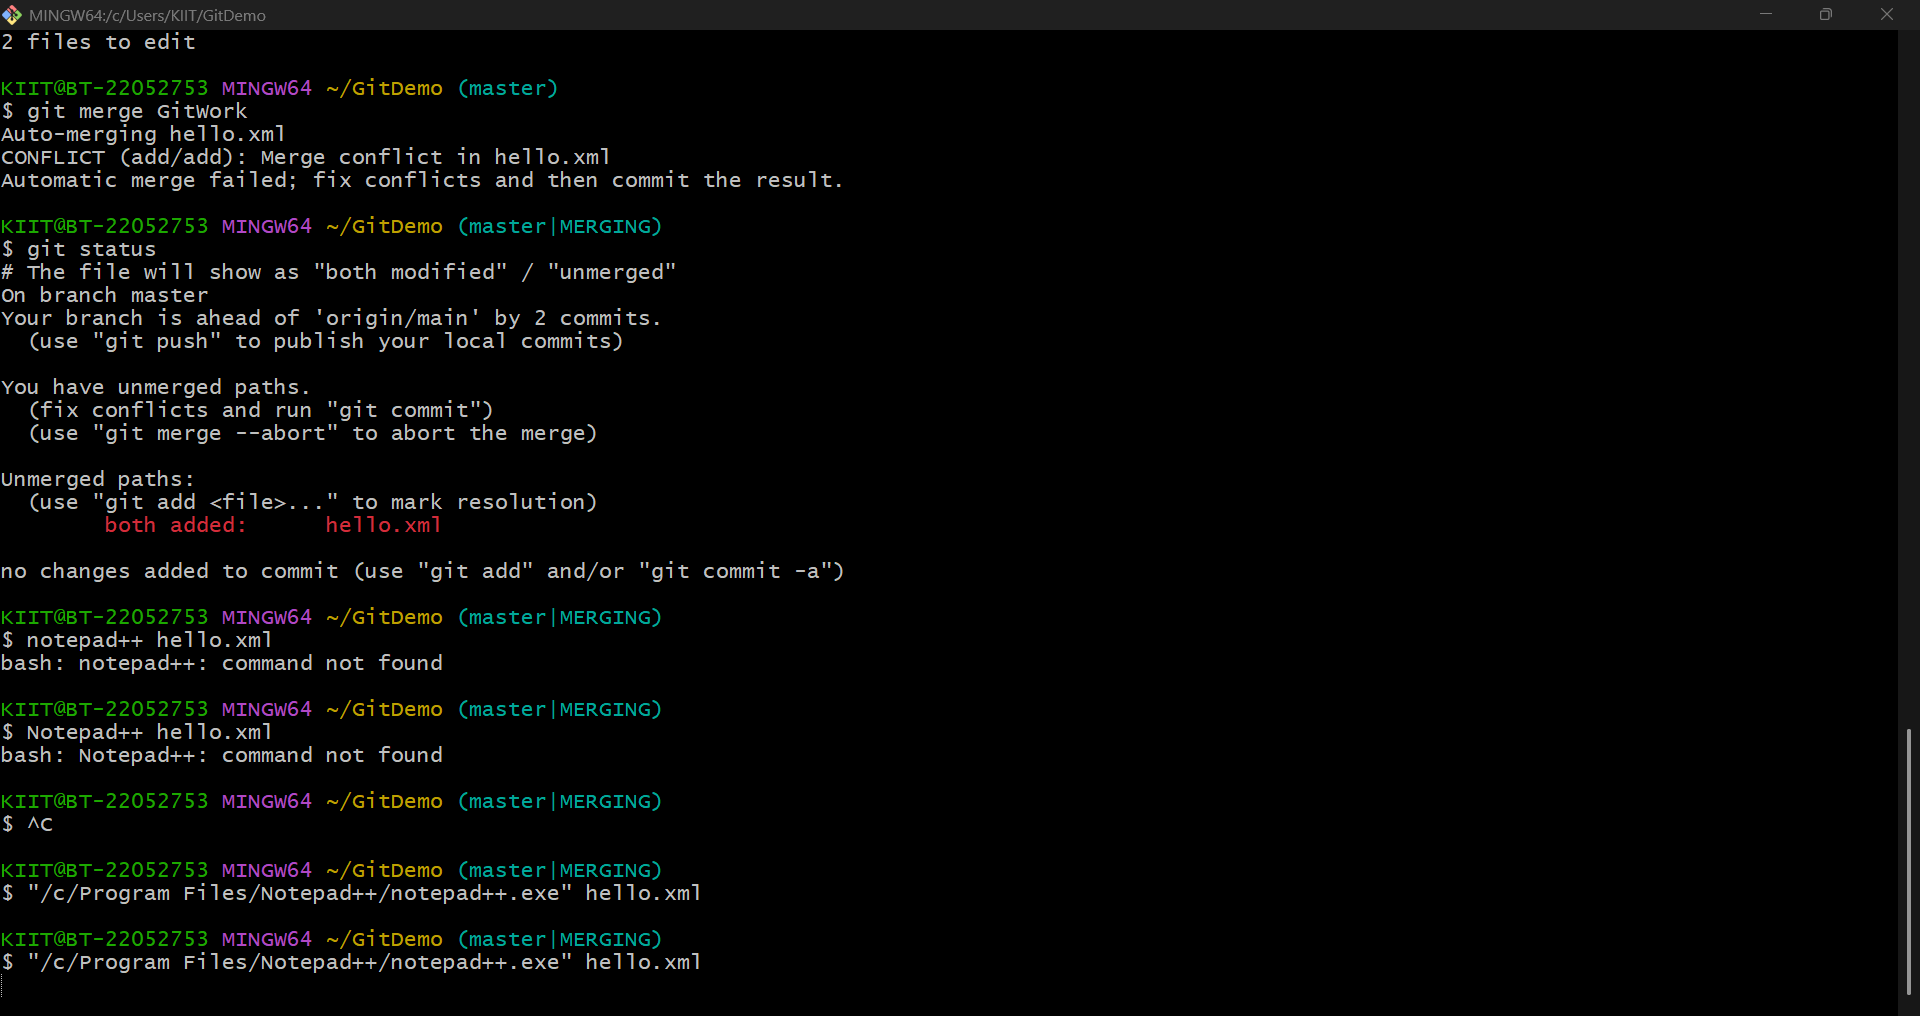 MINGW64:/c/Users/KIIT/GitDemo
2 files to edit
KIIT@BT-22052753 MINGW64 ~/GitDemo (master)
$ git merge GitWork
Auto-merging hello.xml
CONFLICT (add/add): Merge conflict in hello.xml
Automatic merge failed; fix conflicts and then commit the result.
KIIT@BT-22052753 MINGW64 ~/GitDemo (master|MERGING)
$ git status
# The file will show as "both modified" / "unmerged"
On branch master
Your branch is ahead of 'origin/main' by 2 commits.
  (use "git push" to publish your local commits)
You have unmerged paths.
  (fix conflicts and run "git commit")
  (use "git merge --abort" to abort the merge)
Unmerged paths:
  (use "git add <file>..." to mark resolution)
        both added:      hello.xml
no changes added to commit (use "git add" and/or "git commit -a")
KIIT@BT-22052753 MINGW64 ~/GitDemo (master|MERGING)
$ notepad++ hello.xml
bash: notepad++: command not found
KIIT@BT-22052753 MINGW64 ~/GitDemo (master|MERGING)
$ Notepad++ hello.xml
bash: Notepad++: command not found
KIIT@BT-22052753 MINGW64 ~/GitDemo (master|MERGING)
$ ^C
KIIT@BT-22052753 MINGW64 ~/GitDemo (master|MERGING)
$ "/c/Program Files/Notepad++/notepad++.exe" hello.xml
KIIT@BT-22052753 MINGW64 ~/GitDemo (master|MERGING)
$ "/c/Program Files/Notepad++/notepad++.exe" hello.xml